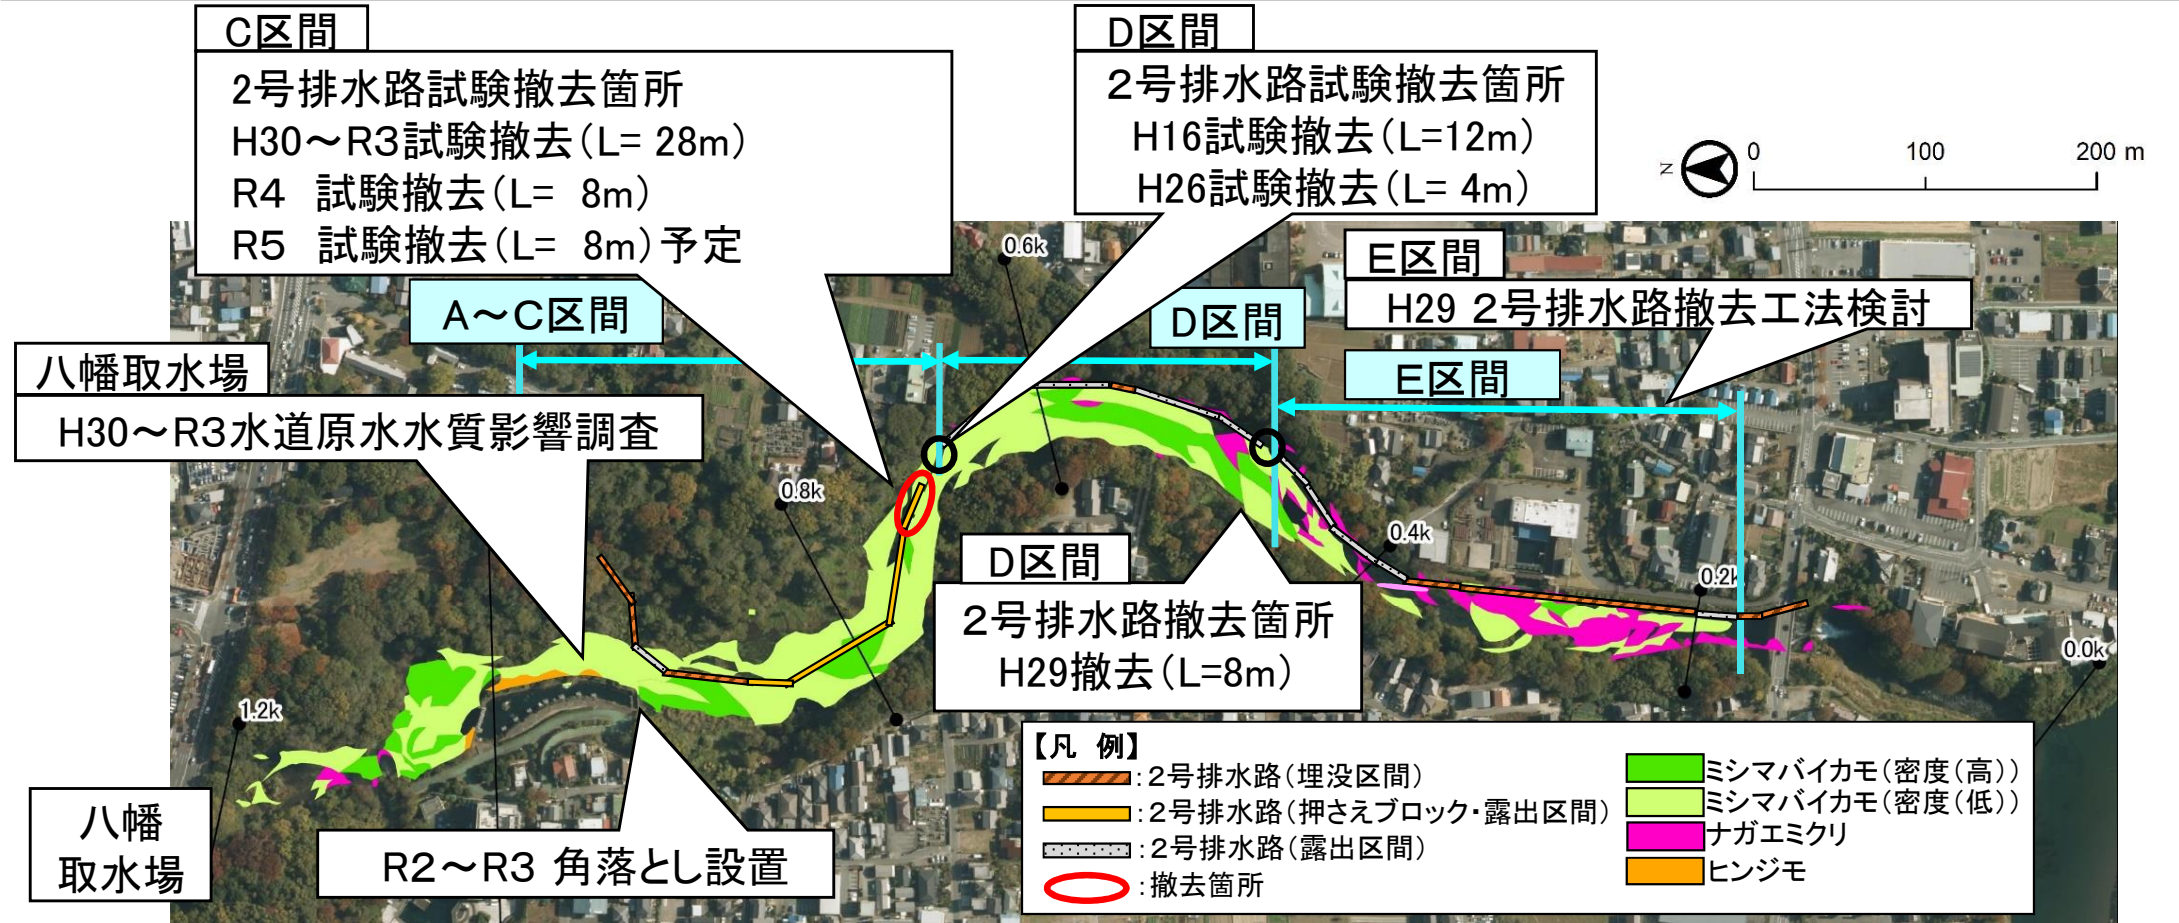 C区間
2号排水路試験撤去箇所
H30～R3試験撤去（L= 28m）
R4　試験撤去（L=　8m）
R5　試験撤去（L=　8m）予定
D区間
２号排水路試験撤去箇所
H16試験撤去（L=12m）
H26試験撤去（L= 4m）
N
0
100
200 m
0.6k
E区間
H29 ２号排水路撤去工法検討
A～C区間
D区間
E区間
八幡取水場
H30～R3水道原水水質影響調査
0.8k
0.4k
0.2k
0.0k
1.2k
D区間
２号排水路撤去箇所
H29撤去（L=8m）
八幡
取水場
R2～R3 角落とし設置
【凡 例】
：２号排水路（埋没区間）
：２号排水路（押さえブロック・露出区間）
：２号排水路（露出区間）
：撤去箇所
ミシマバイカモ（密度（高））
ミシマバイカモ（密度（低））
ナガエミクリ
ヒンジモ